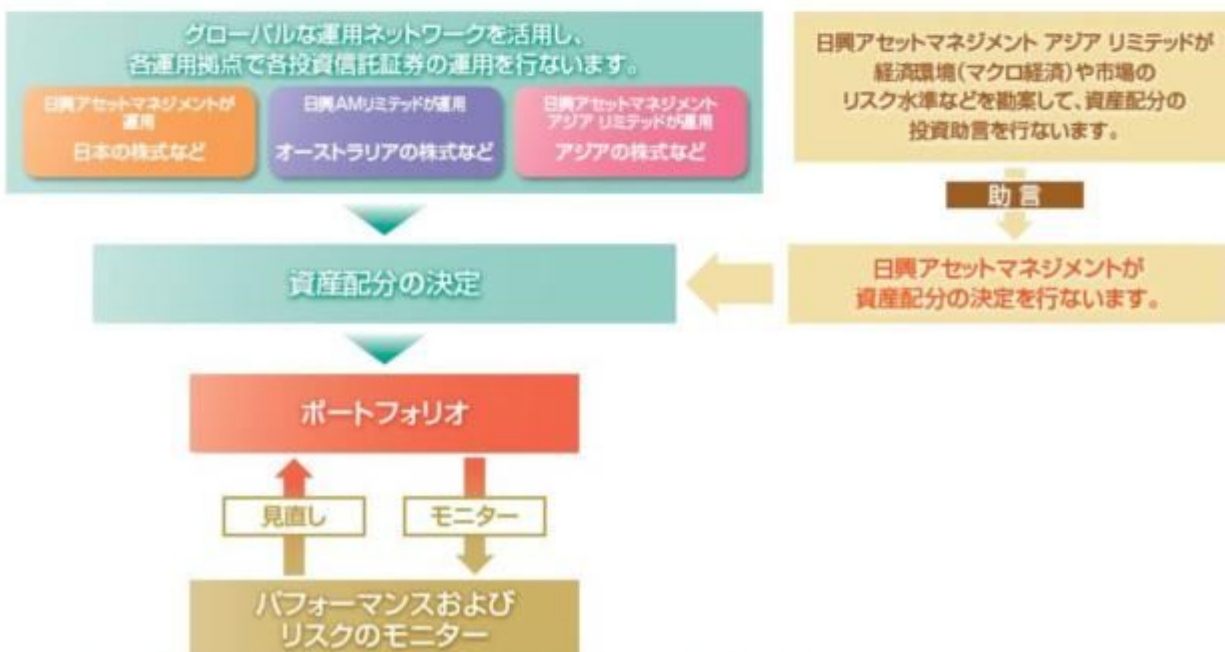 グローバルな運用ネットワークを活用し、
各運用拠点で各投資信託証券の運用を行ないます。
日興アセットマネジメントが
運用
日本の株式など
日興AMリミテッドが運用
オーストラリアの株式など
日興アセットマネジメント
アジア リミテッドが運用
アジアの株式など
日興アセットマネジメント アジア リミテッドが
経済環境(マクロ経済)や市場の
リスク水準などを勘案して、資産配分の
投資助言を行ないます。
助言
資産配分の決定
日興アセットマネジメントが
資産配分の決定を行ないます。
ポートフォリオ
見直し
モニター
パフォーマンスおよび
リスクのモニター